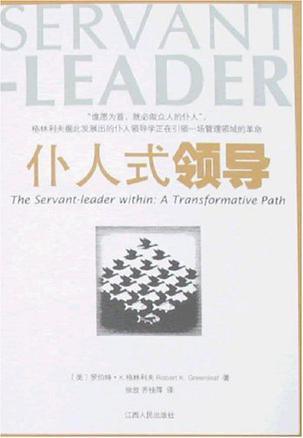 SERVANT
-LEADER
“谁愿为首，就必做众人的仆人”，
格林利夫据此发展出的仆人领导学正在引领一场管理领域的革命
仆人式领导
The Servant-leader within: A Transformative Path
（美）罗伯特·K.格林利夫 Robert K. Greenleaf 著
徐放 齐桂萍 译
江西人民出版社